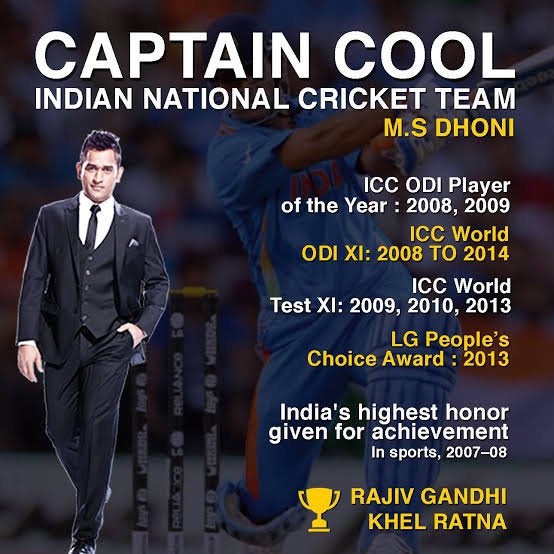 CAPTAIN COOL
INDIAN NATIONAL CRICKET TEAM
M.S DHONI
ICC ODI Player
of the Year : 2008, 2009
ICC World
ODI XI: 2008 TO 2014
ICC World
Test XI: 2009, 2010, 2013
LG People's
Choice Award : 2013
India's highest honor
given for achievement
In sports, 2007–08
RAJIV GANDHI
KHEL RATNA
RELIANCE
INDIA